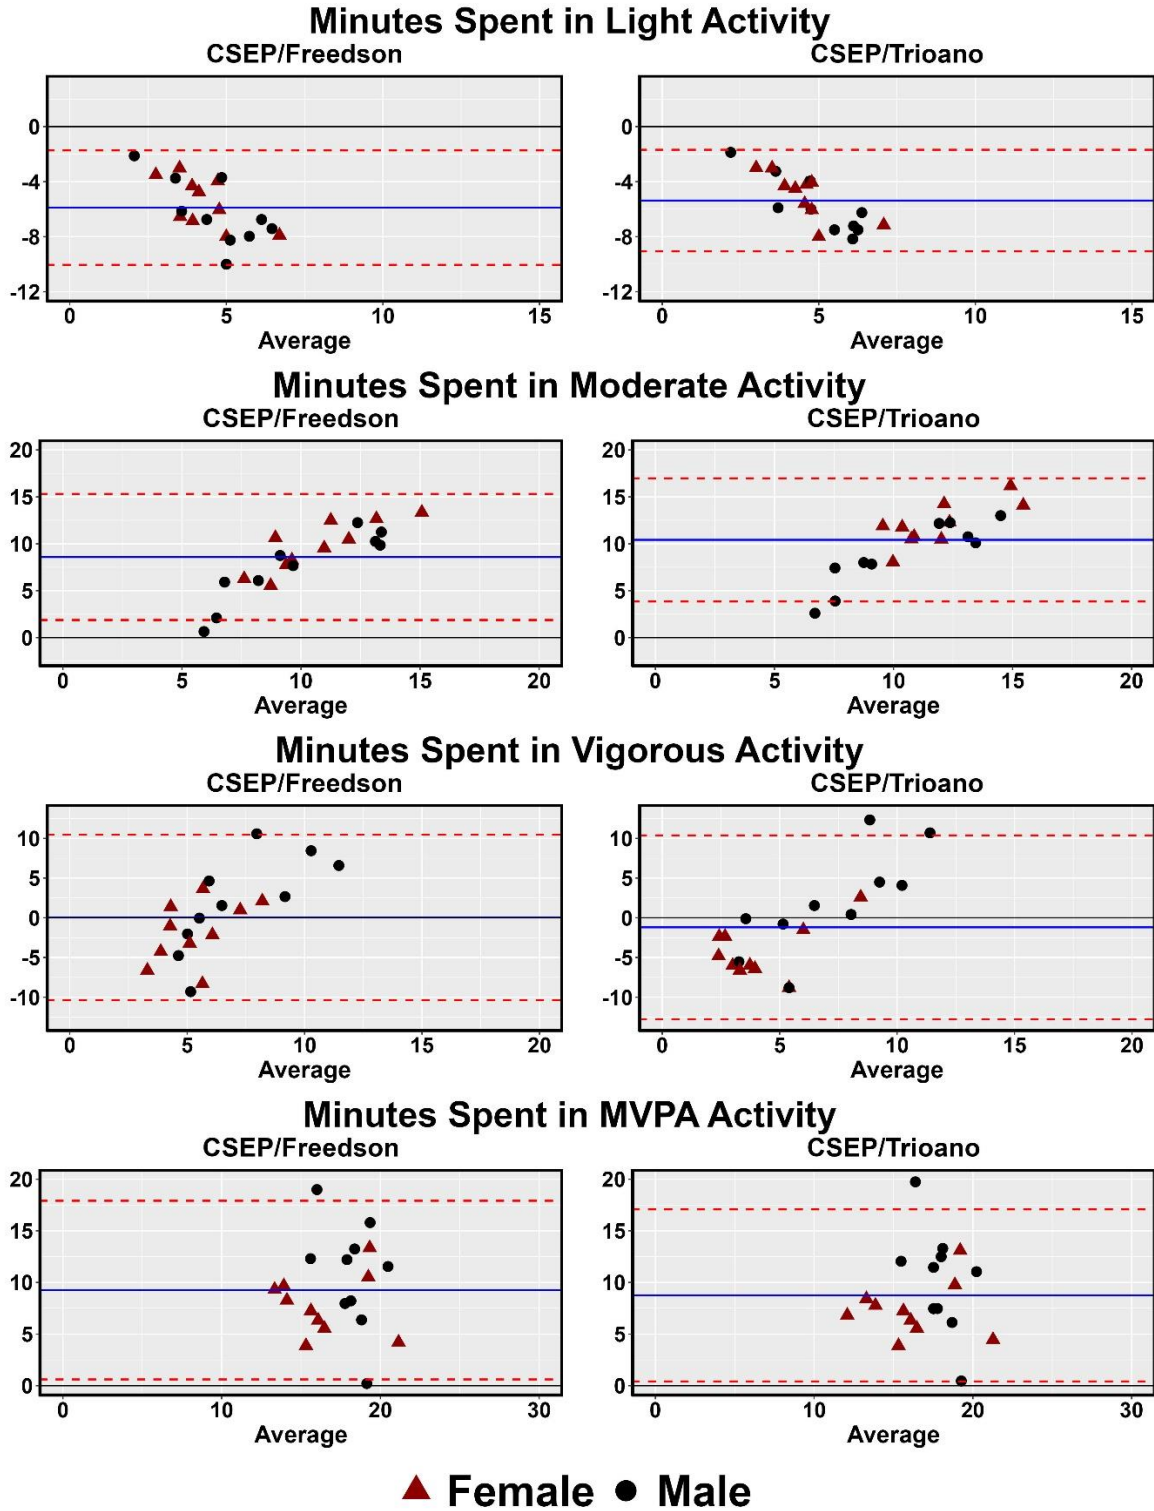 Minutes Spent in Light Activity
CSEP/Freedson CSEP/Trioano
0 0
-4 -4
-8 -8
-12 -12
0 5 10 15 0 5 10 15
Average Average
Minutes Spent in Moderate Activity
CSEP/Freedson CSEP/Trioano
20 20
15 15
10 10
5 5
0 0
0 5 10 15 20 0 5 10 15 20
Average Average
Minutes Spent in Vigorous Activity
CSEP/Freedson CSEP/Trioano
10 10
5 5
0 0
-5 -5
-10 -10
0 5 10 15 20 0 5 10 15 20
Average Average
Minutes Spent in MVPA Activity
CSEP/Freedson CSEP/Trioano
20 20
15 15
10 10
5 5
0 0
0 10 20 30 0 10 20 30
Average Average
Female Male